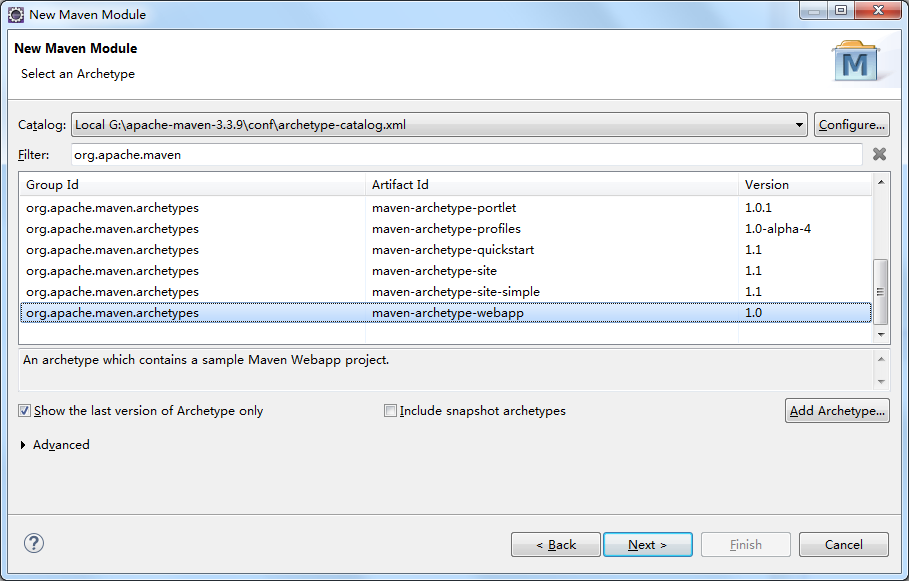 New Maven Module
New Maven Module
Select an Archetype
M
Catalog: Local G:\apache-maven-3.3.9\conf\archetype-catalog.xml Configure...
Filter: org.apache.maven
Group Id Artifact Id Version
org.apache.maven.archetypes maven-archetype-portlet 1.0.1
org.apache.maven.archetypes maven-archetype-profiles 1.0-alpha-4
org.apache.maven.archetypes maven-archetype-quickstart 1.1
org.apache.maven.archetypes maven-archetype-site 1.1
org.apache.maven.archetypes maven-archetype-site-simple 1.1
org.apache.maven.archetypes maven-archetype-webapp 1.0
An archetype which contains a sample Maven Webapp project.
Show the last version of Archetype only Include snapshot archetypes Add Archetype...
Advanced
? < Back Next > Finish Cancel